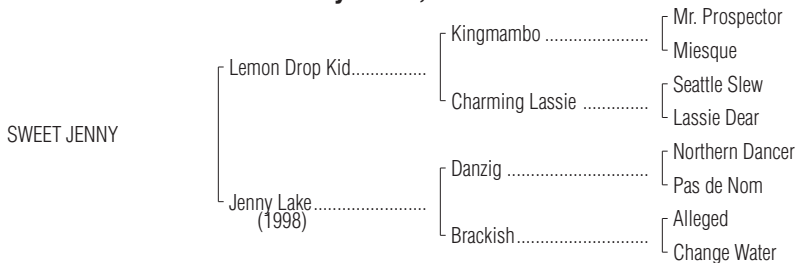 Mr. Prospector
Kingmambo ......................
Miesque
Lemon Drop Kid................
Seattle Slew
Charming Lassie ..............
Lassie Dear
SWEET JENNY
Northern Dancer
Danzig ..............................
Pas de Nom
Jenny Lake........................
(1998)
Alleged
Brackish............................
Change Water